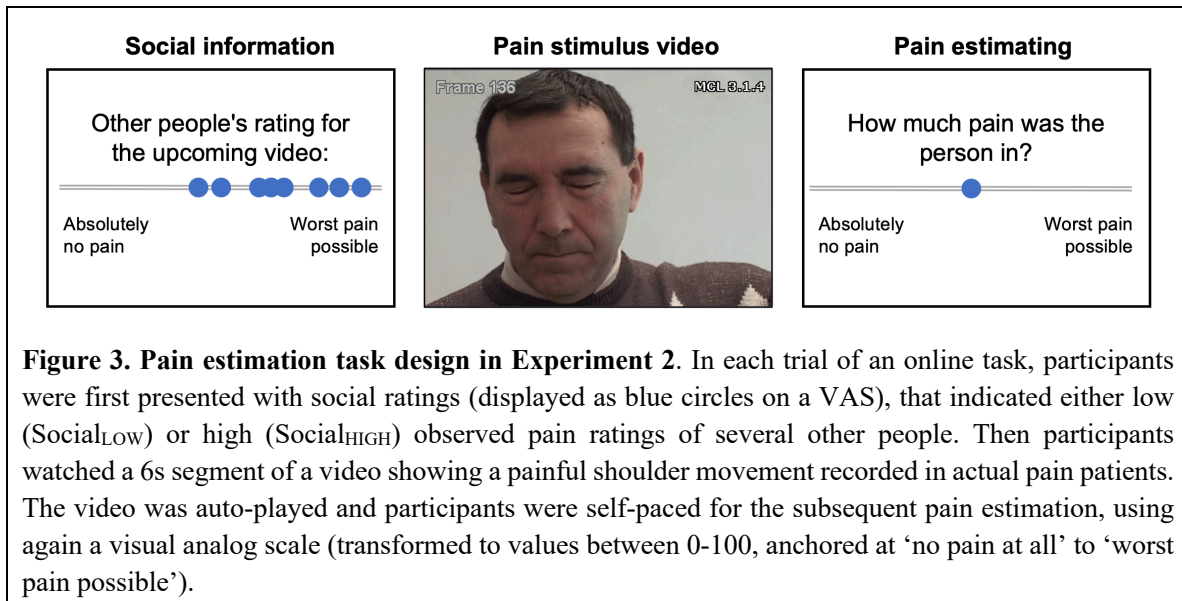 Social information
Pain stimulus video
Pain estimating
Other people's rating for
the upcoming video:
Absolutely
no pain
Worst pain
possible
Frame 136
MCL 3.1.4
How much pain was the
person in?
Absolutely
no pain
Worst pain
possible
Figure 3. Pain estimation task design in Experiment 2. In each trial of an online task, participants
were first presented with social ratings (displayed as blue circles on a VAS), that indicated either low
(SocialLOW) or high (SocialHIGH) observed pain ratings of several other people. Then participants
watched a 6s segment of a video showing a painful shoulder movement recorded in actual pain patients.
The video was auto-played and participants were self-paced for the subsequent pain estimation, using
again a visual analog scale (transformed to values between 0-100, anchored at ‘no pain at all’ to ‘worst
pain possible’).